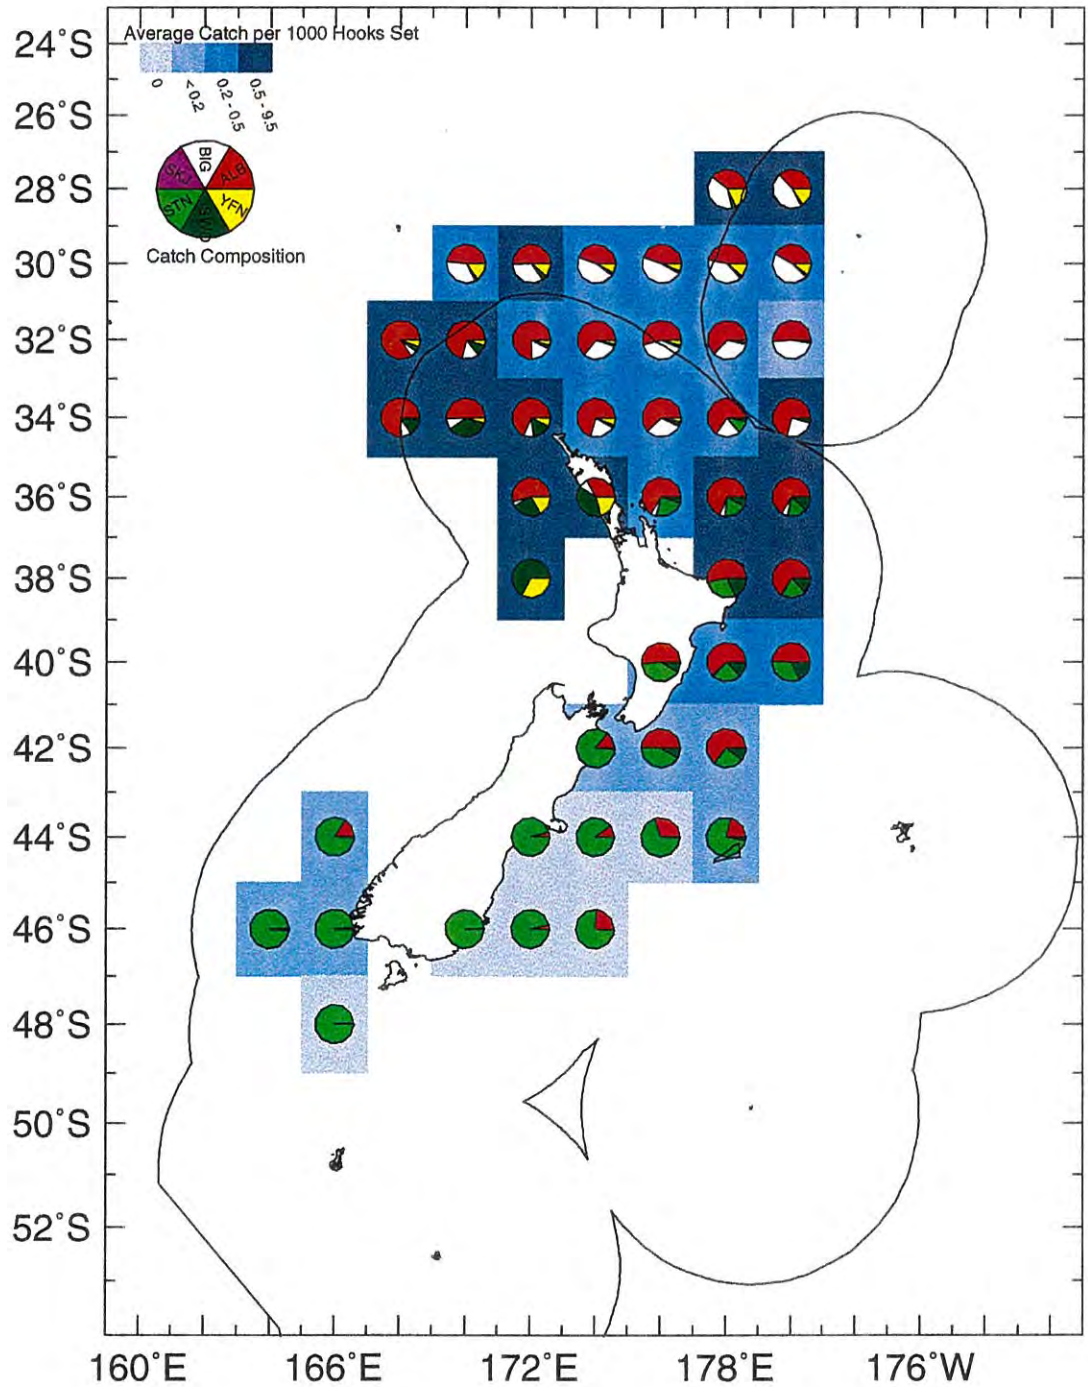 Average Catch per 1000 Hooks Set
0
< 0.2
0.2 - 0.5
0.5 - 9.5
BIG
SKJ
ALB
STN
YFN
SWO
Catch Composition
24°S
26°S
28°S
30°S
32°S
34°S
36°S
38°S
40°S
42°S
44°S
46°S
48°S
50°S
52°S
160°E 166°E 172°E 178°E 176°W